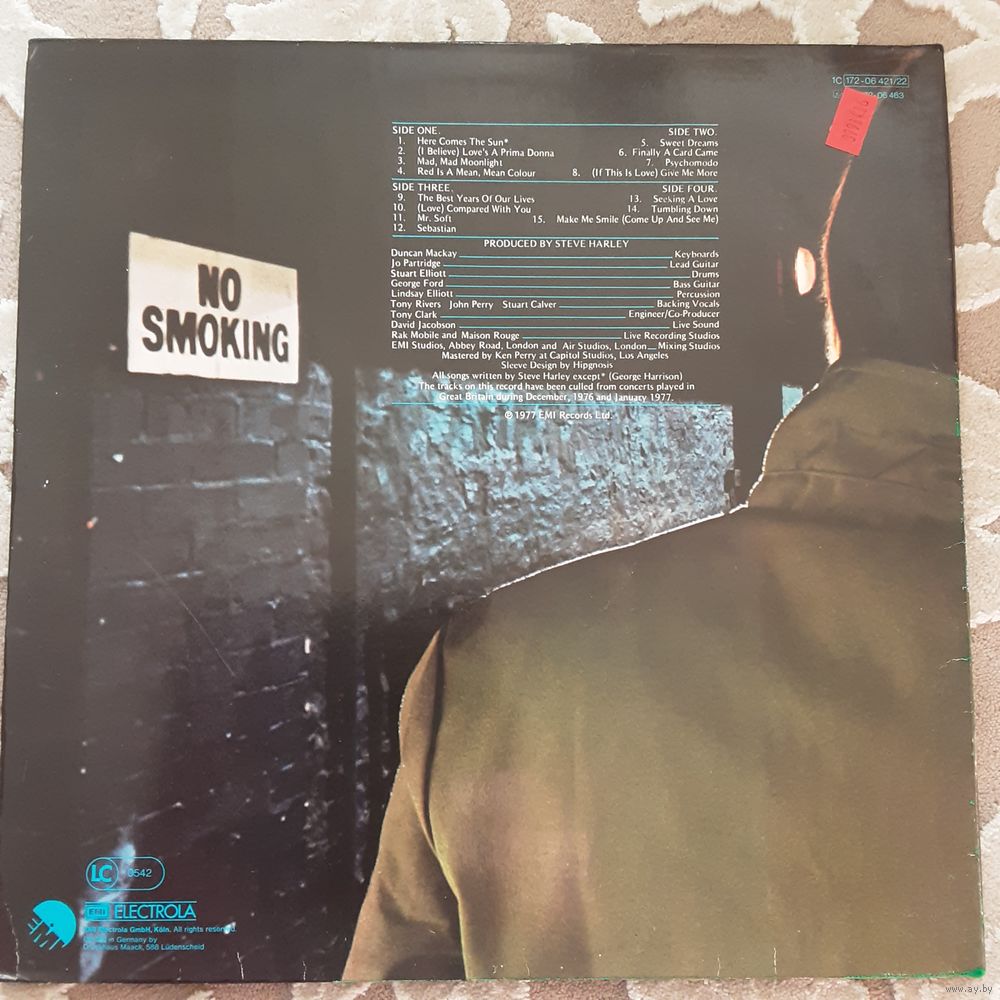 1C 172-06 421/22
06 463
SIDE ONE. SIDE TWO.
1. Here Comes The Sun* 5. Sweet Dreams
2. (I Believe) Love's A Prima Donna 6. Finally A Card Came
3. Mad, Mad Moonlight 7. Psychomodo
4. Red Is A Mean, Mean Colour 8. (If This Is Love) Give Me More
SIDE THREE. SIDE FOUR.
9. The Best Years Of Our Lives 13. Seeking A Love
10. (Love) Compared With You 14. Tumbling Down
11. Mr. Soft 15. Make Me Smile (Come Up And See Me)
12. Sebastian
PRODUCED BY STEVE HARLEY
Duncan Mackay Keyboards
Jo Partridge Lead Guitar
Stuart Elliott Drums
George Ford Bass Guitar
Lindsay Elliott Percussion
Tony Rivers John Perry Stuart Calver Backing Vocals
Tony Clark Engineer/Co-Producer
David Jacobson Live Sound
Rak Mobile and Maison Rouge Live Recording Studios
EMI Studios, Abbey Road, London and Air Studios, London Mixing Studios
Mastered by Ken Perry at Capitol Studios, Los Angeles
Sleeve Design by Hipgnosis
All songs written by Steve Harley except* (George Harrison)
The tracks on this record have been culled from concerts played in
Great Britain during December, 1976 and January 1977.
℗ 1977 EMI Records Ltd.
NO
SMOKING
LC 0542
EMI ELECTROLA
EMI Electrola GmbH, Köln. All rights reserved.
in Germany by
Maack, 588 Lüdenscheid
www.ay.by